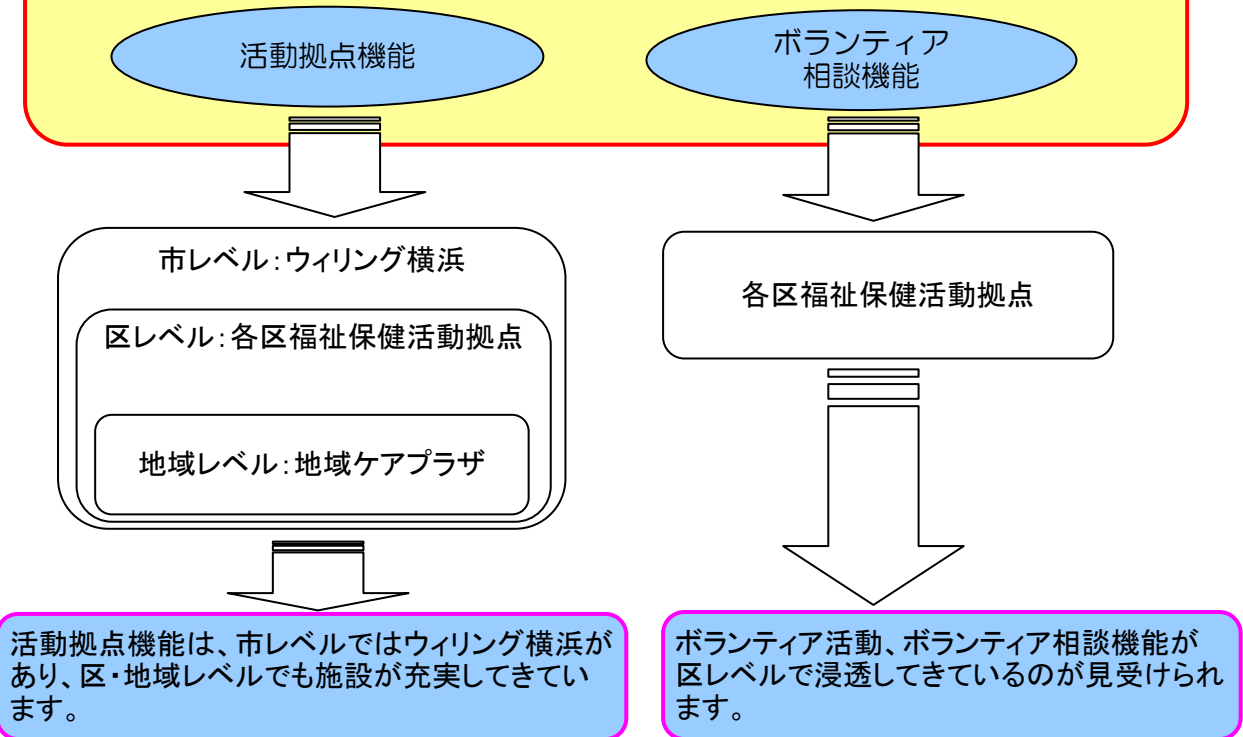 活動拠点機能
ボランティア
相談機能
市レベル：ウィリング横浜
区レベル：各区福祉保健活動拠点
地域レベル：地域ケアプラザ
各区福祉保健活動拠点
活動拠点機能は、市レベルではウィリング横浜が
あり、区・地域レベルでも施設が充実してきてい
ます。
ボランティア活動、ボランティア相談機能が
区レベルで浸透してきているのが見受けられ
ます。